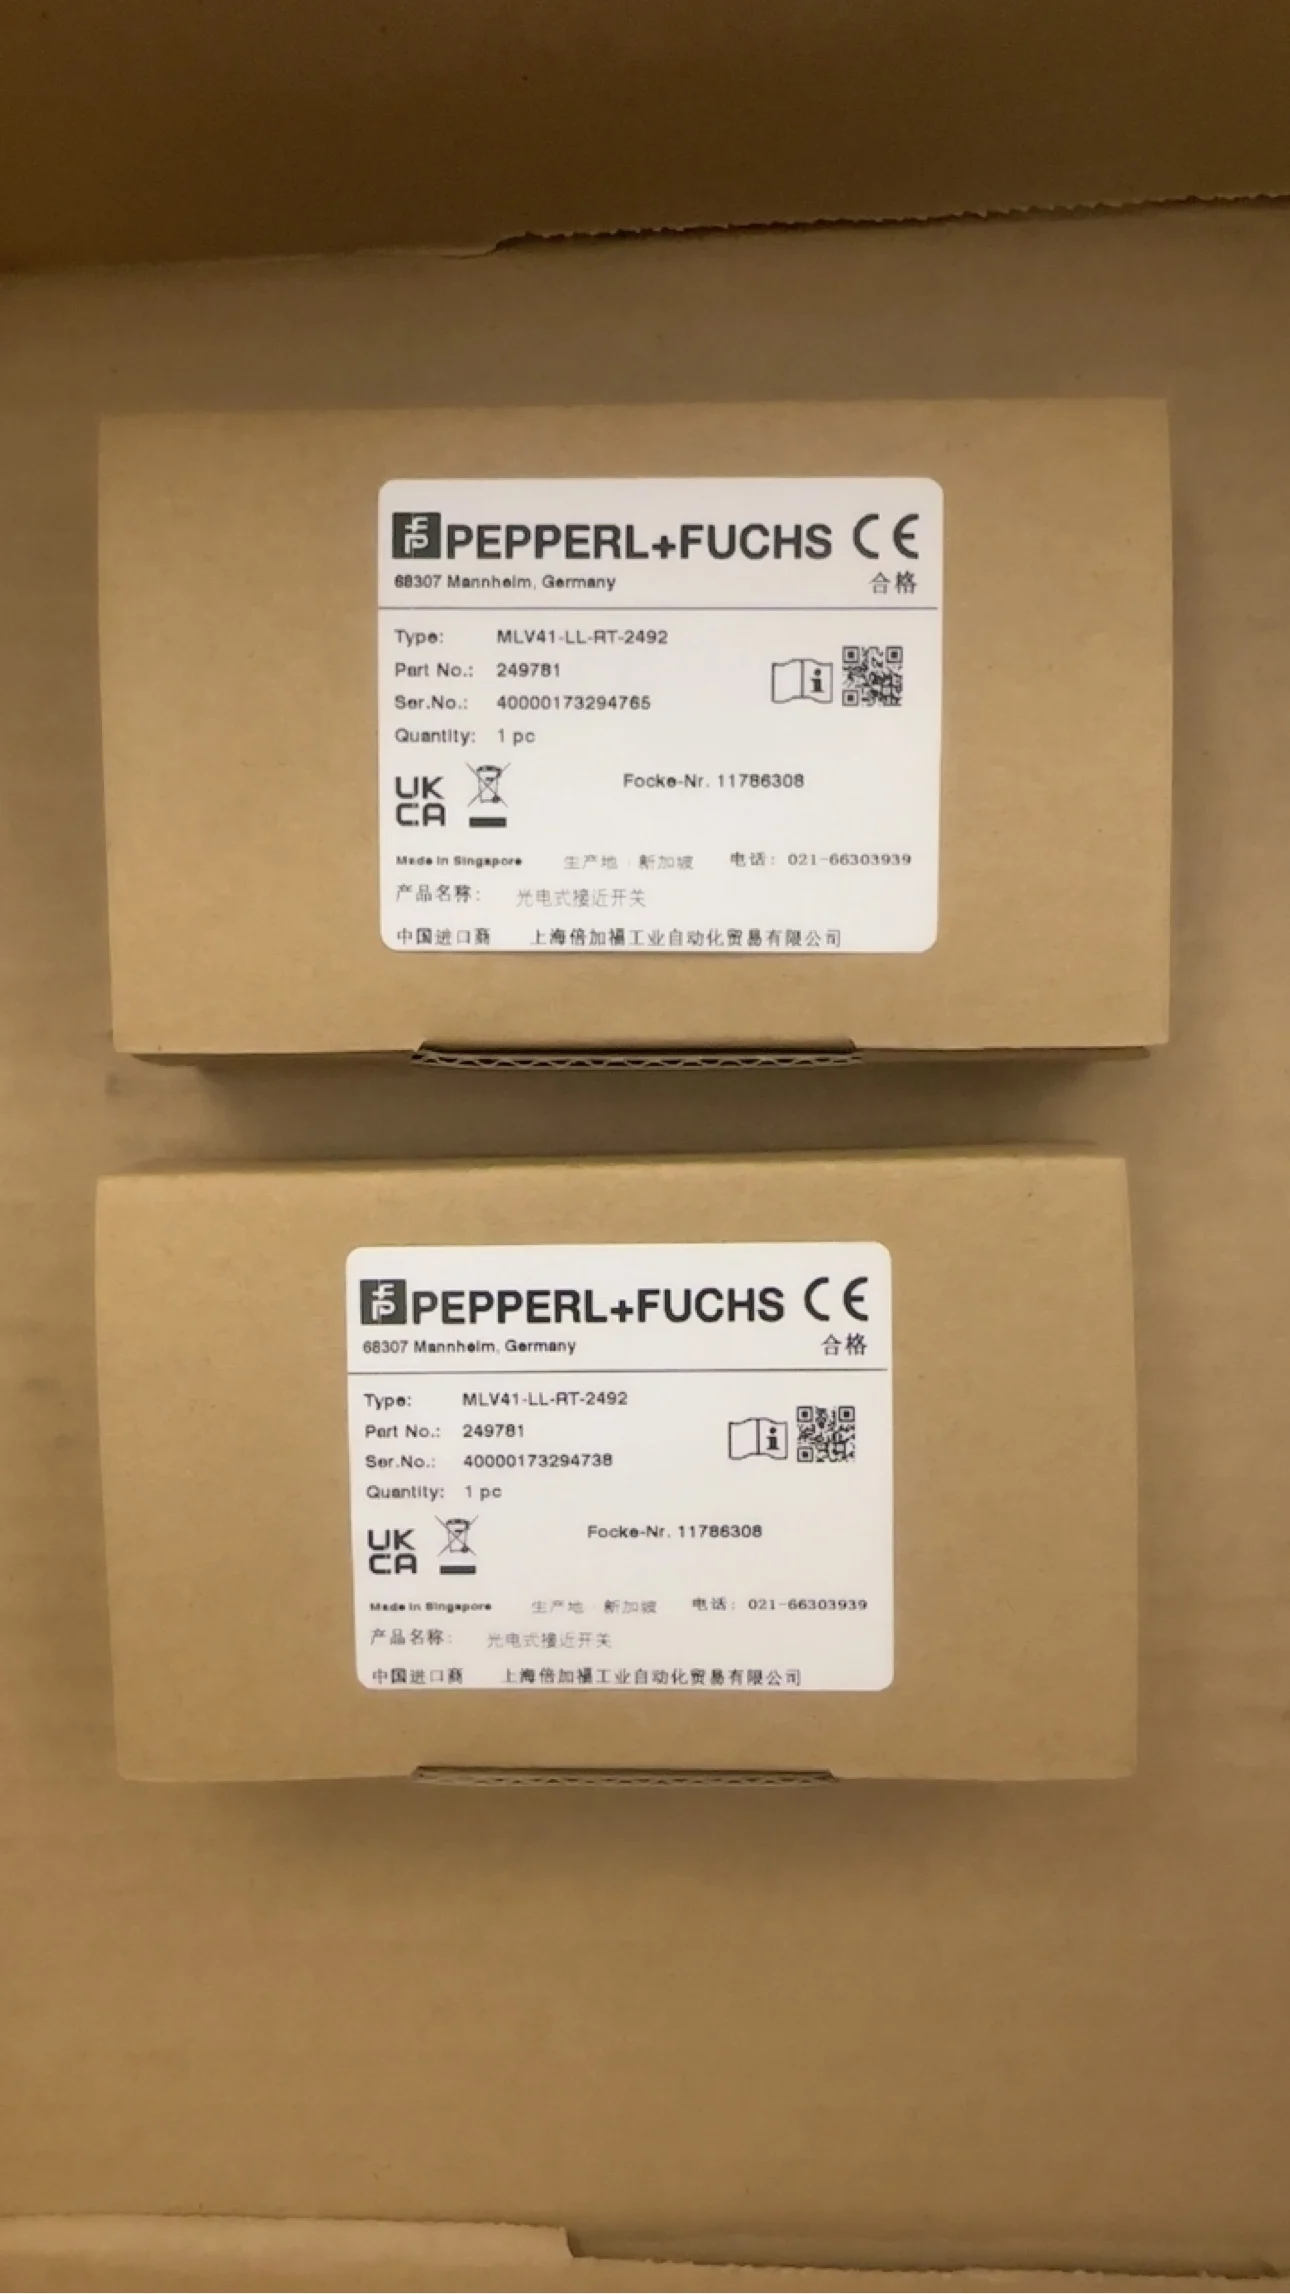 PEPPERL+FUCHS CE
68307 Mannheim, Germany 合格
Type: MLV41-LL-RT-2492
Part No.: 249781
Ser.No.: 40000173294765
Quantity: 1 pc
UK
CA
Focke-Nr. 11786308
Made in Singapore 生产地：新加坡 电话：021-66303939
产品名称： 光电式接近开关
中国进口商 上海倍加福工业自动化贸易有限公司
PEPPERL+FUCHS CE
68307 Mannheim, Germany 合格
Type: MLV41-LL-RT-2492
Part No.: 249781
Ser.No.: 40000173294738
Quantity: 1 pc
UK
CA
Focke-Nr. 11786308
Made in Singapore 生产地：新加坡 电话：021-66303939
产品名称： 光电式接近开关
中国进口商 上海倍加福工业自动化贸易有限公司